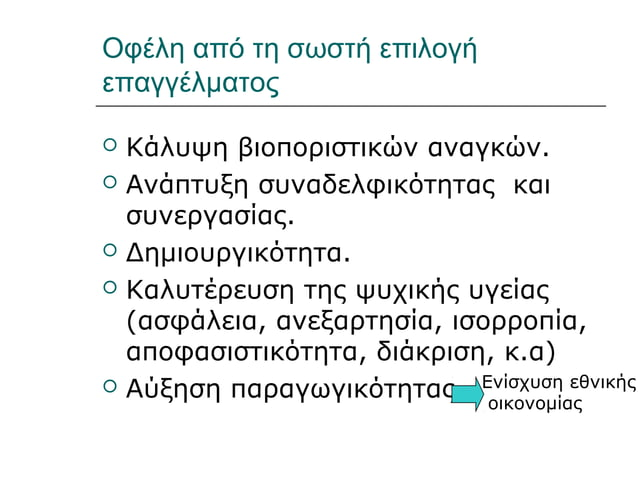 Οφέλη από τη σωστή επιλογή
επαγγέλματος
Κάλυψη βιοποριστικών αναγκών.
Ανάπτυξη συναδελφικότητας και
συνεργασίας.
Δημιουργικότητα.
Καλυτέρευση της ψυχικής υγείας
(ασφάλεια, ανεξαρτησία, ισορροπία,
αποφασιστικότητα, διάκριση, κ.α)
Αύξηση παραγωγικότητας
Ενίσχυση εθνικής
οικονομίας